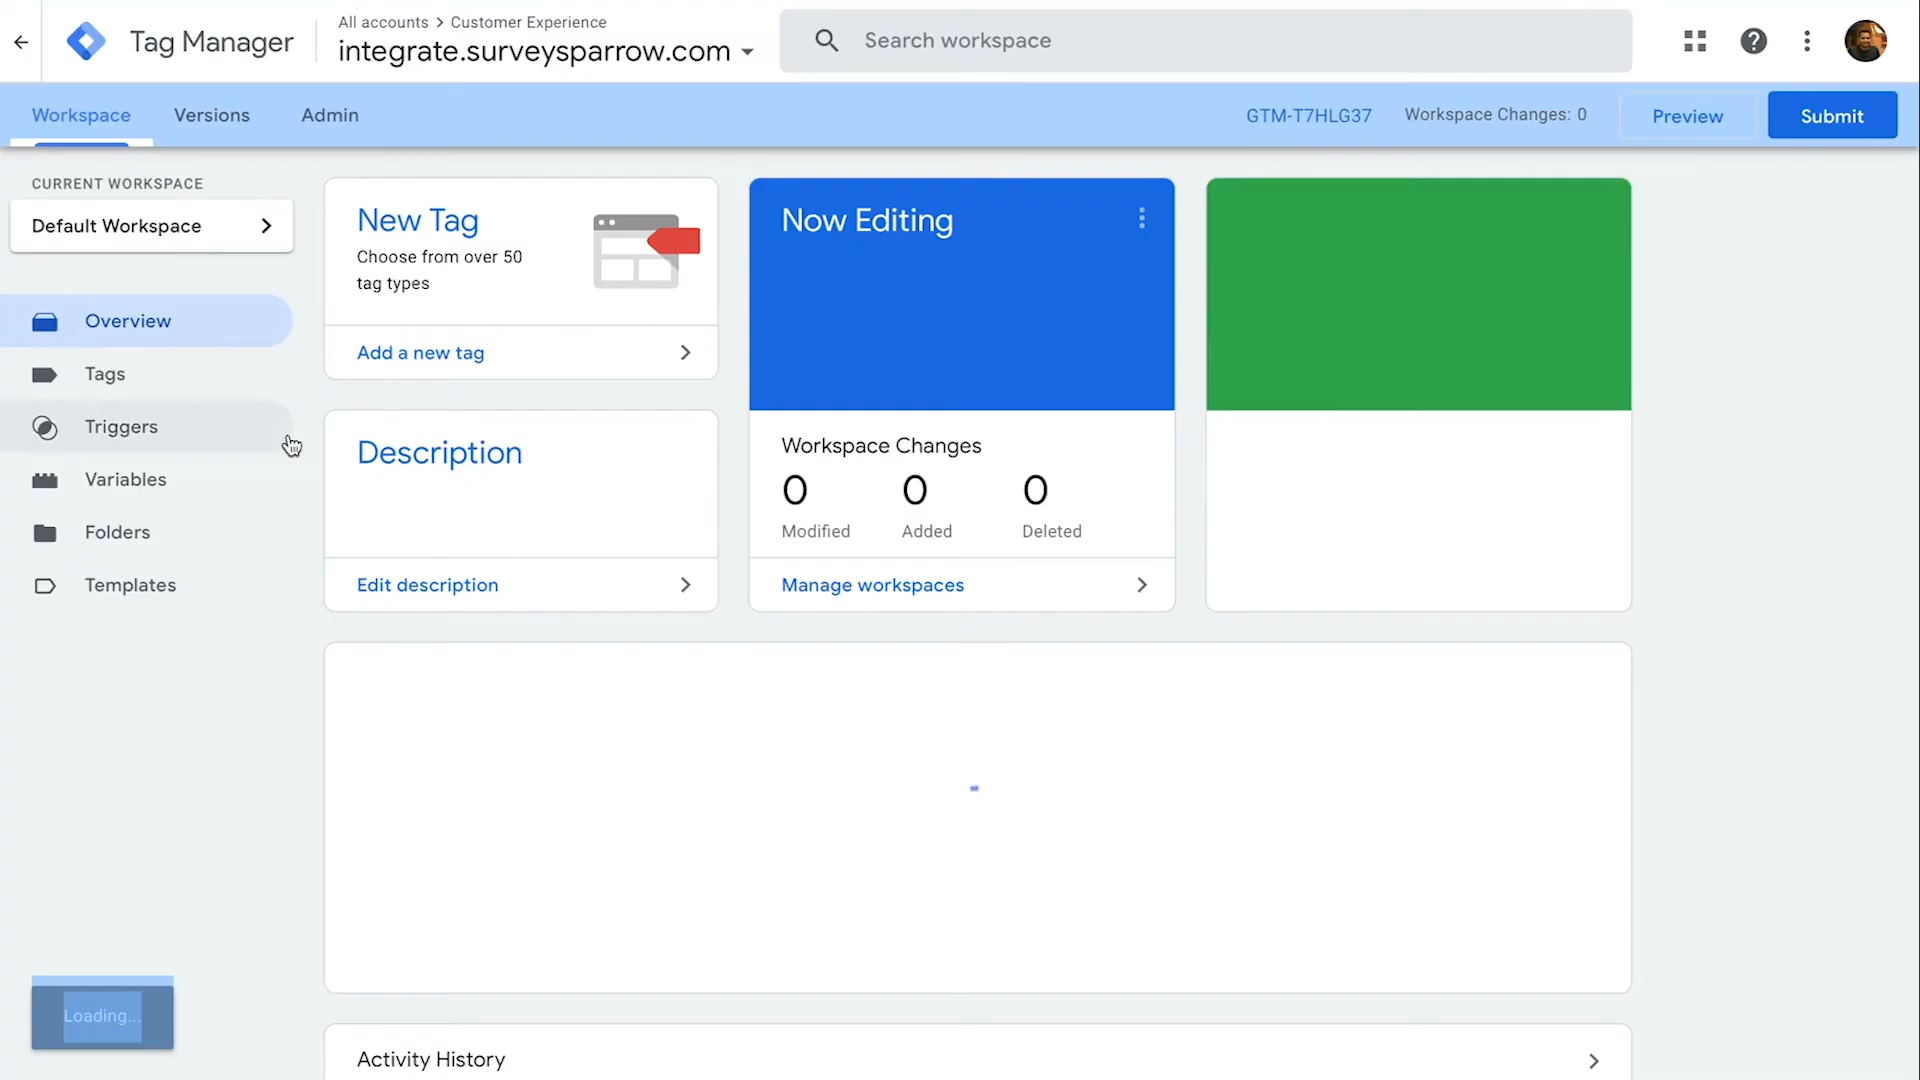 Tag Manager
All accounts > Customer Experience
integrate.surveysparrow.com
Search workspace
Workspace
Versions
Admin
GTM-T7HLG37
Workspace Changes: 0
Preview
Submit
CURRENT WORKSPACE
Default Workspace
Overview
Tags
Triggers
Variables
Folders
Templates
New Tag
Choose from over 50
tag types
Add a new tag
Description
Edit description
Now Editing
Workspace Changes
0 0 0
Modified Added Deleted
Manage workspaces
Loading...
Activity History